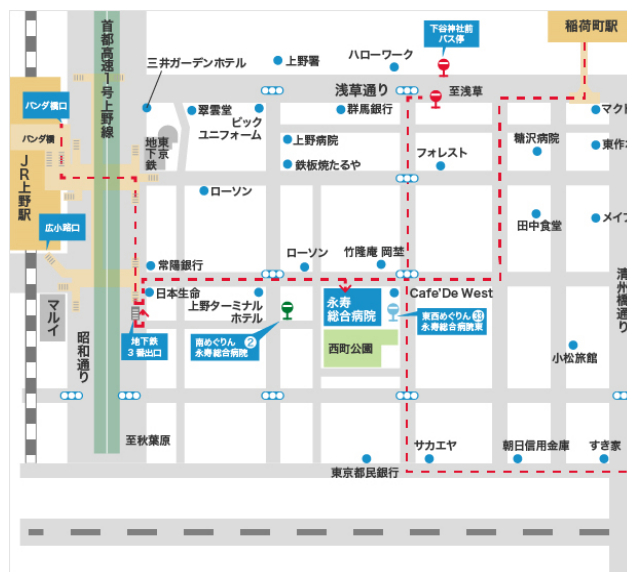 下谷神社前
バス停
稲荷町駅
首都高速1号上野線
三井ガーデンホテル
上野署
ハローワーク
浅草通り
至浅草
パンダ橋口
パンダ橋
JR上野駅
広小路口
マルイ
昭和通り
東京
地下鉄
翠雲堂
ビック
ユニフォーム
群馬銀行
マクド
上野病院
鉄板焼たるや
フォレスト
糖沢病院
東作本
ローソン
田中食堂
メイプ
清州橋通り
常陽銀行
ローソン
竹隆庵 岡埜
日本生命
上野ターミナル
ホテル
永寿
総合病院
Cafe'De West
地下鉄
3番出口
南めぐりん ②
永寿総合病院
東西めぐりん ⑪
永寿総合病院東
西町公園
小松旅館
至秋葉原
サカエヤ
朝日信用金庫
すき家
東京都民銀行